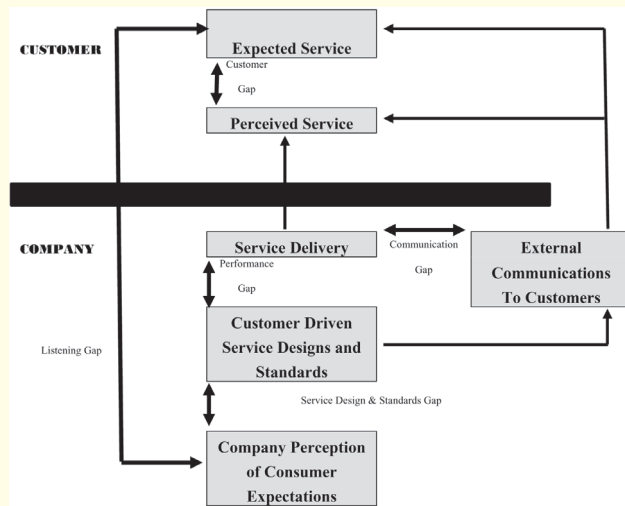 CUSTOMER
Expected Service
Customer
Gap
Perceived Service
COMPANY
Service Delivery
Communication
Gap
External
Communications
To Customers
Performance
Gap
Customer Driven
Service Designs and
Standards
Listening Gap
Service Design & Standards Gap
Company Perception
of Consumer
Expectations